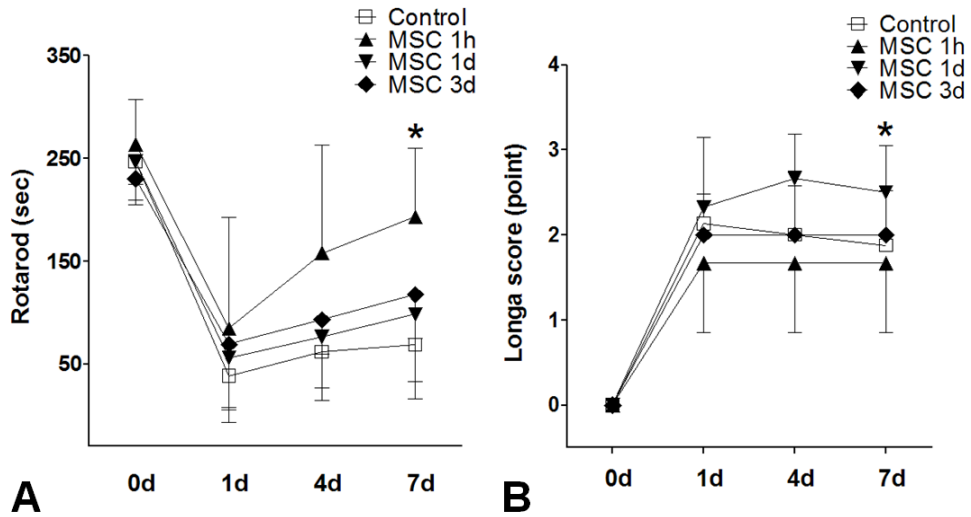 Control
MSC 1h
MSC 1d
MSC 3d
350
250
150
50
Rotarod (sec)
*
0d 1d 4d 7d
A
Control
MSC 1h
MSC 1d
MSC 3d
4
3
2
1
0
Longa score (point)
*
0d 1d 4d 7d
B